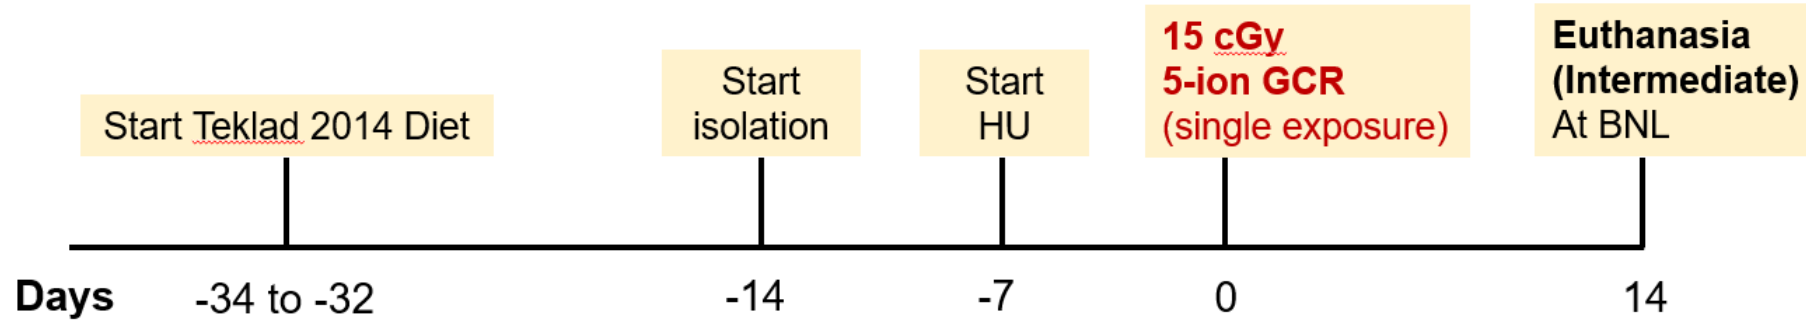 Start Teklad 2014 Diet
Start
isolation
Start
HU
15 cGy
5-ion GCR
(single exposure)
Euthanasia
(Intermediate)
At BNL
Days
-34 to -32
-14
-7
0
14